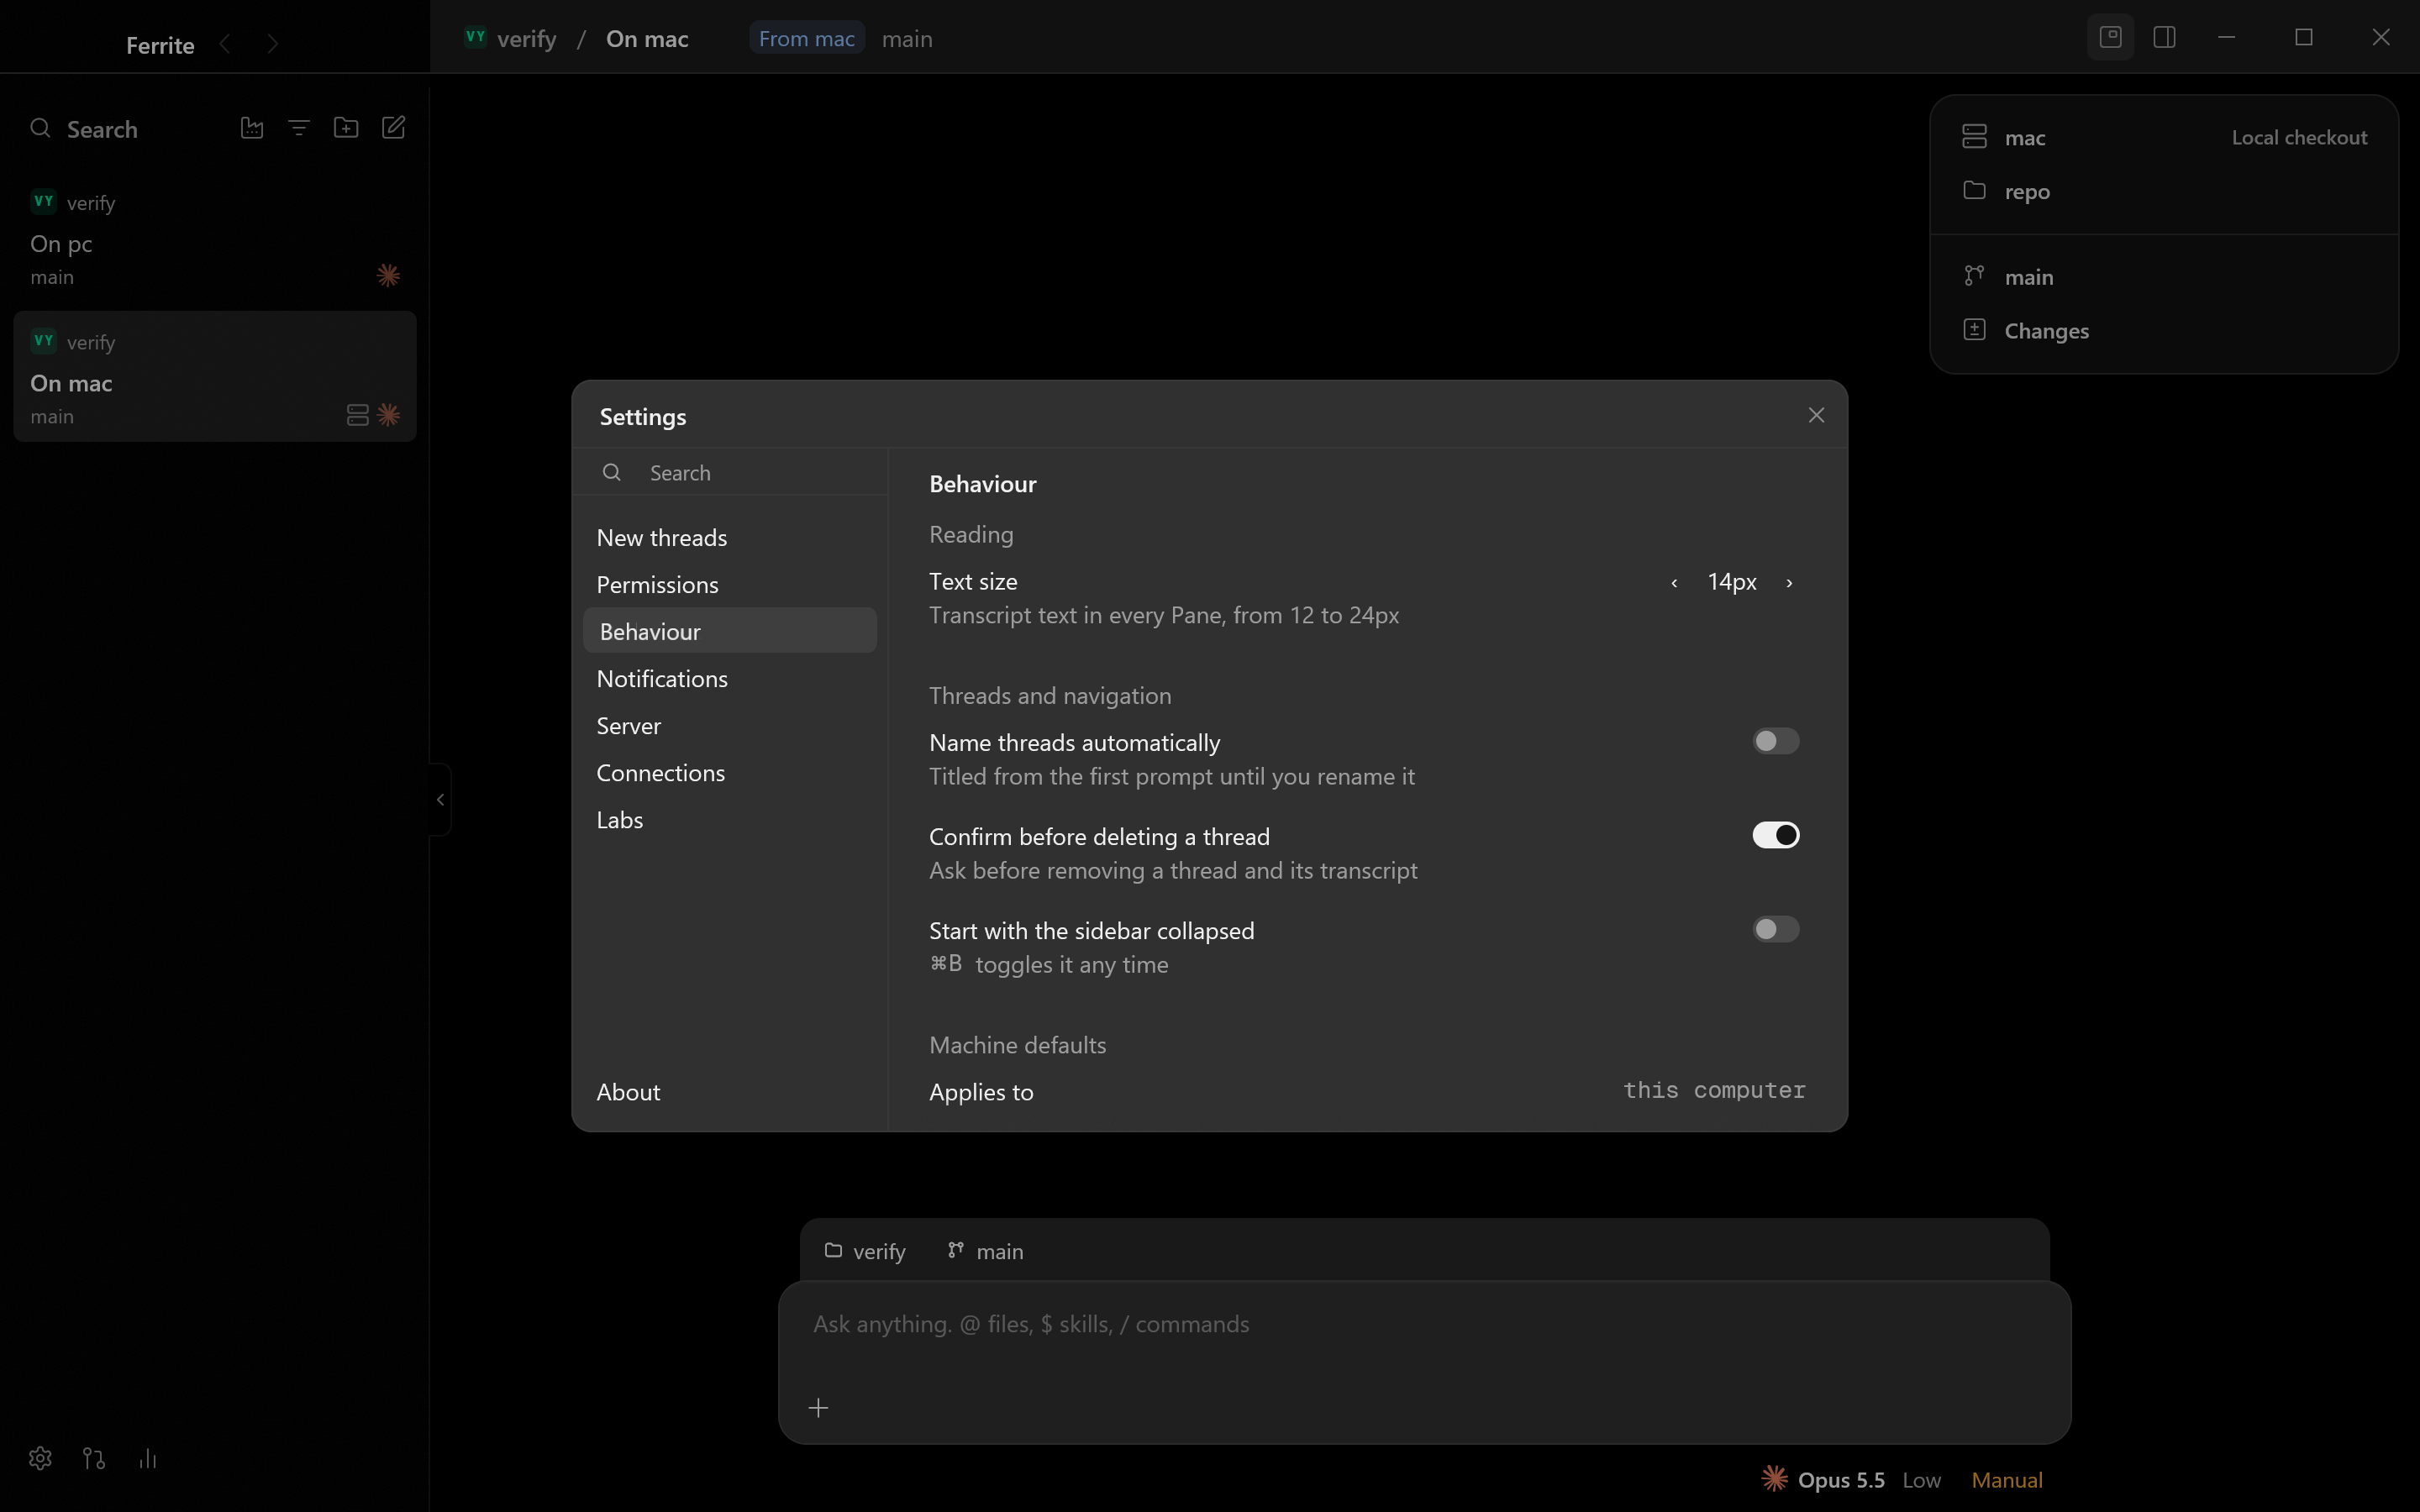 Ferrite
VY verify / On mac From mac main
Search
VY verify
On pc
main
VY verify
On mac
main
mac Local checkout
repo
main
Changes
Settings
Search
New threads
Permissions
Behaviour
Notifications
Server
Connections
Labs
About
Behaviour
Reading
Text size ‹ 14px ›
Transcript text in every Pane, from 12 to 24px
Threads and navigation
Name threads automatically
Titled from the first prompt until you rename it
Confirm before deleting a thread
Ask before removing a thread and its transcript
Start with the sidebar collapsed
⌘B toggles it any time
Machine defaults
Applies to this computer
verify main
Ask anything. @ files, $ skills, / commands
Opus 5.5 Low Manual